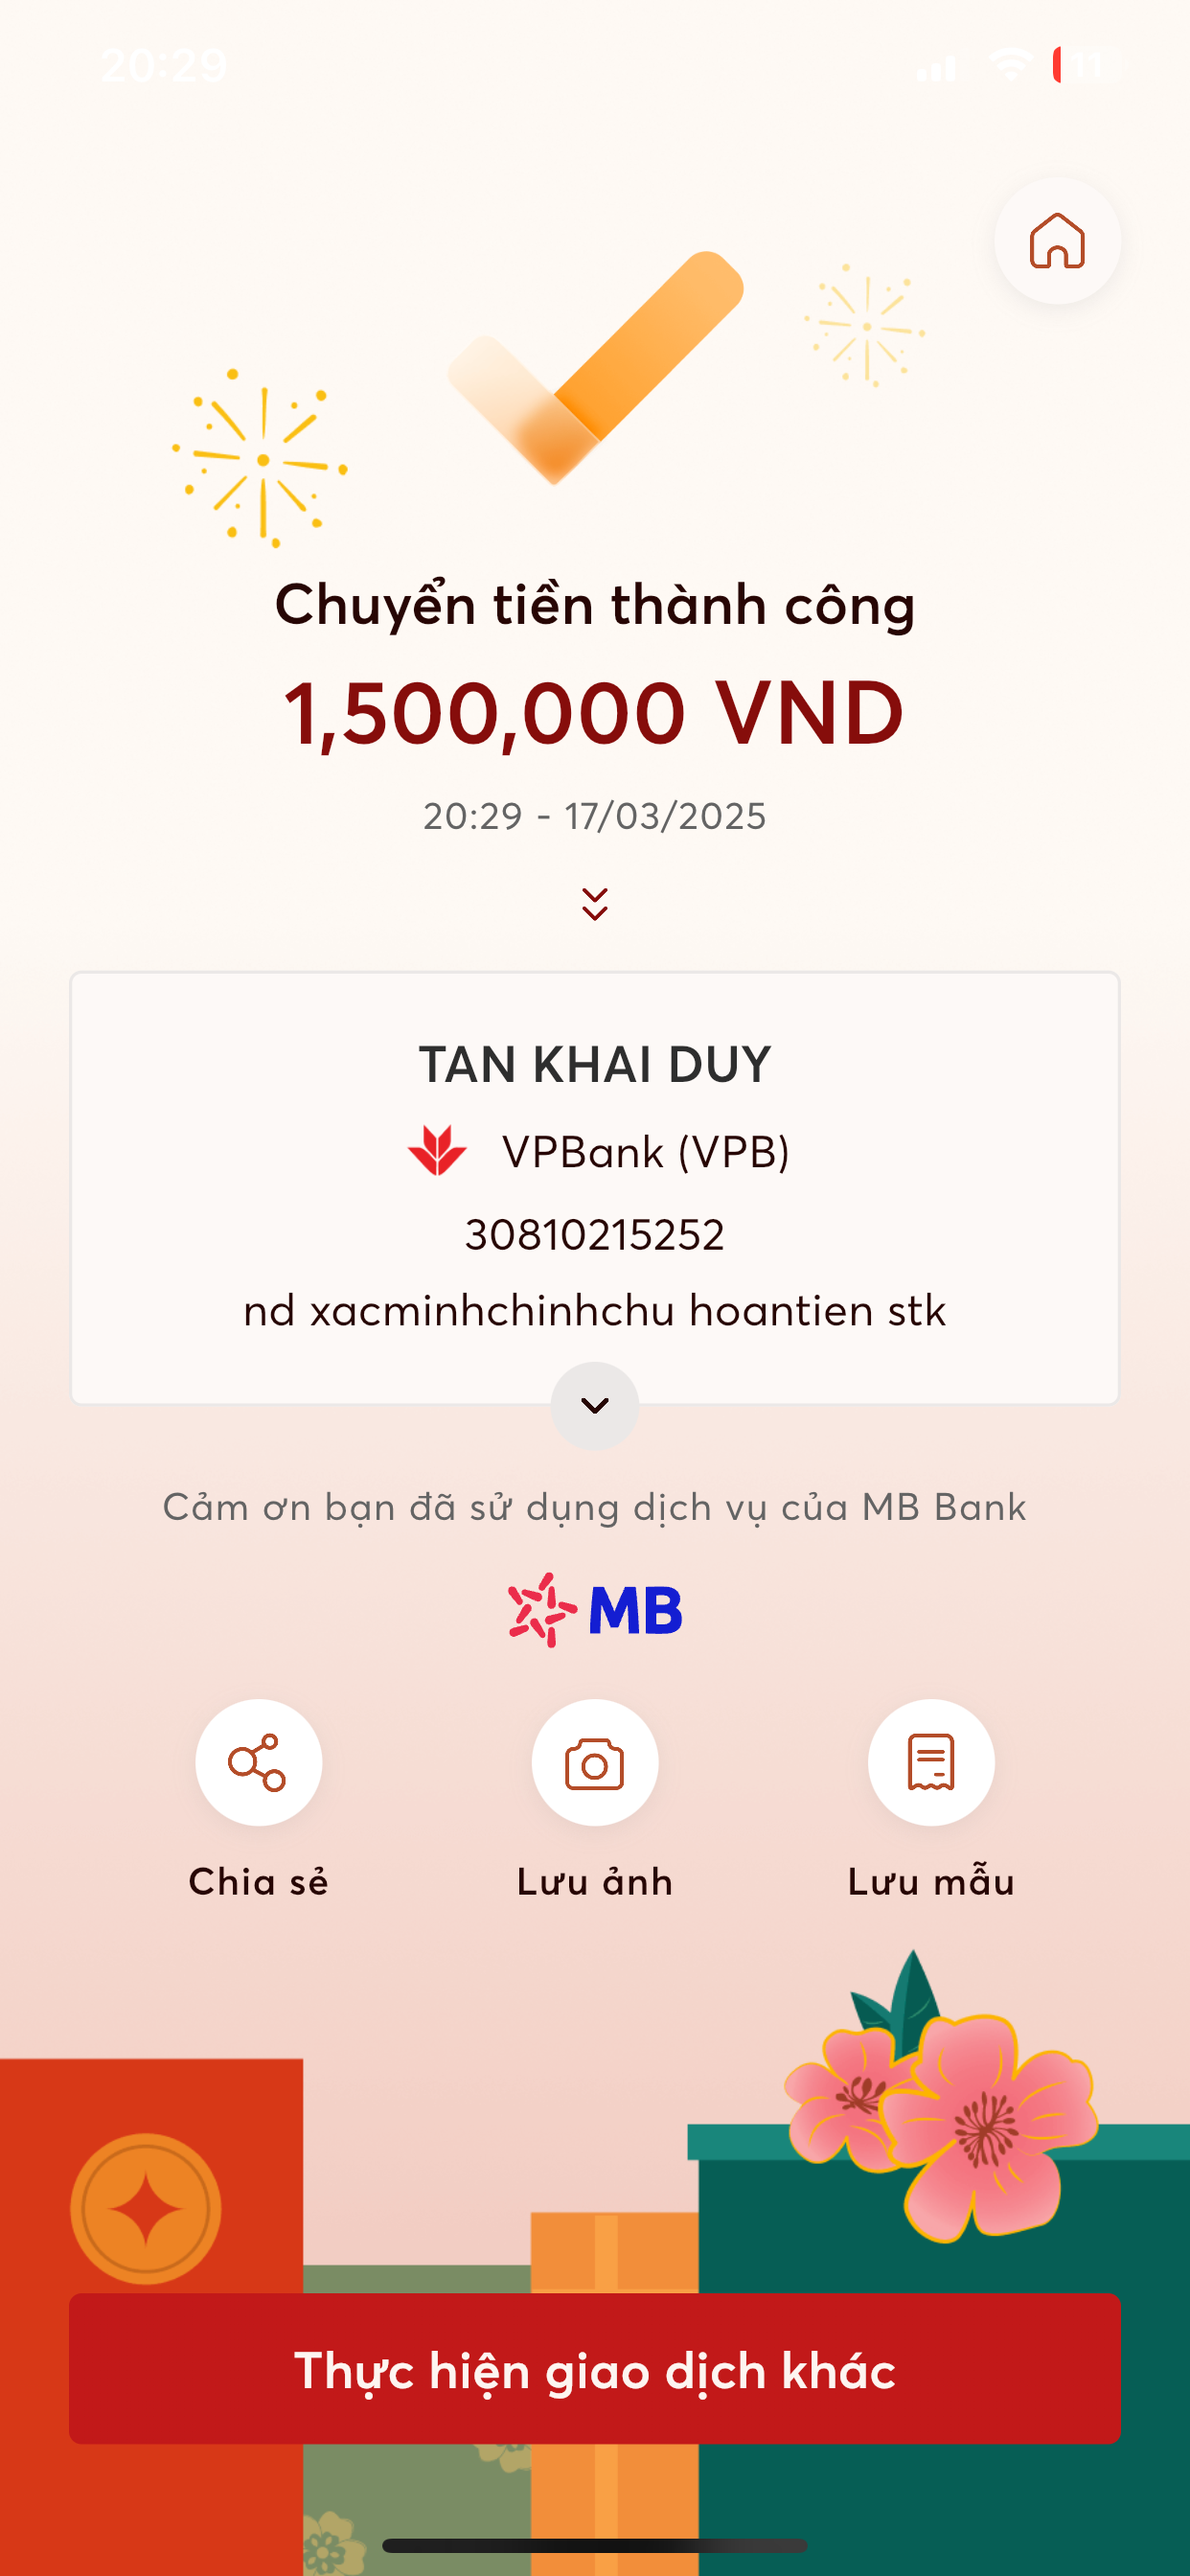 20:29
11
Chuyển tiền thành công
1,500,000 VND
20:29 - 17/03/2025
TAN KHAI DUY
VPBank (VPB)
30810215252
nd xacminhchinhchu hoantien stk
Cảm ơn bạn đã sử dụng dịch vụ của MB Bank
MB
Chia sẻ Lưu ảnh Lưu mẫu
Thực hiện giao dịch khác